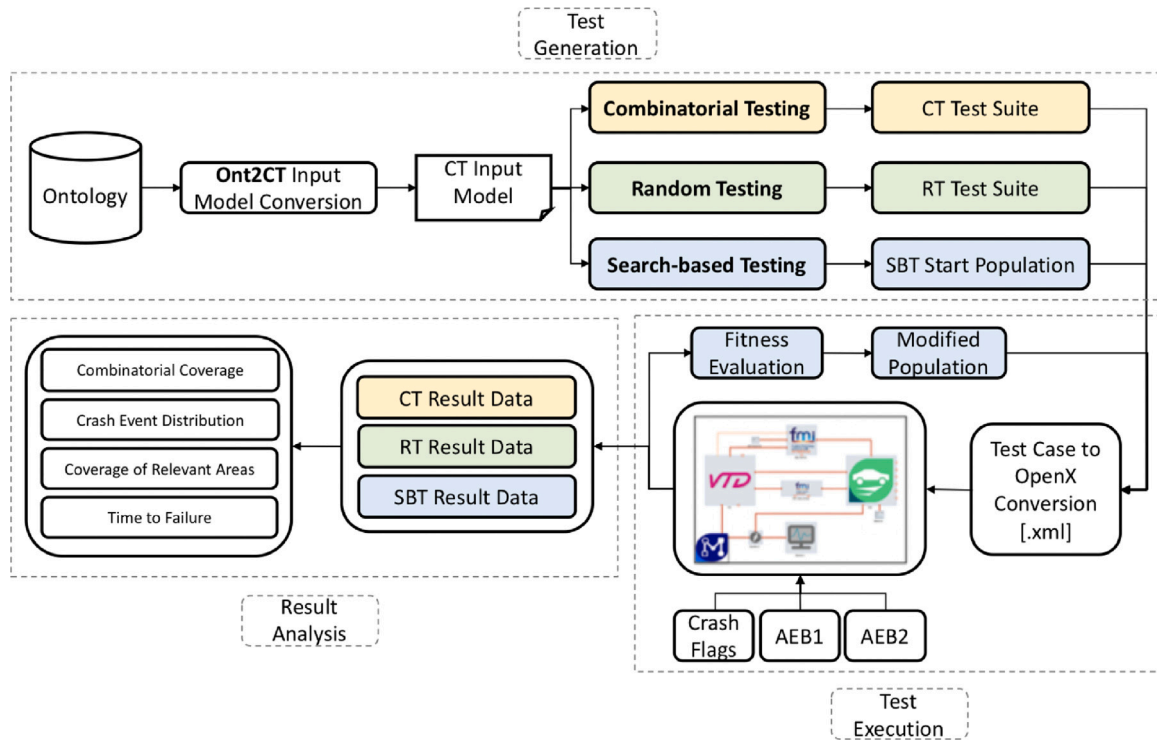 Test
Generation
Combinatorial Testing
CT Test Suite
Ontology
Ont2CT Input
Model Conversion
CT Input
Model
Random Testing
RT Test Suite
Search-based Testing
SBT Start Population
Combinatorial Coverage
Crash Event Distribution
Coverage of Relevant Areas
Time to Failure
CT Result Data
RT Result Data
SBT Result Data
Fitness
Evaluation
Modified
Population
fmi
VTD
fmi
M
Test Case to
OpenX
Conversion
[.xml]
Crash
Flags
AEB1
AEB2
Result
Analysis
Test
Execution